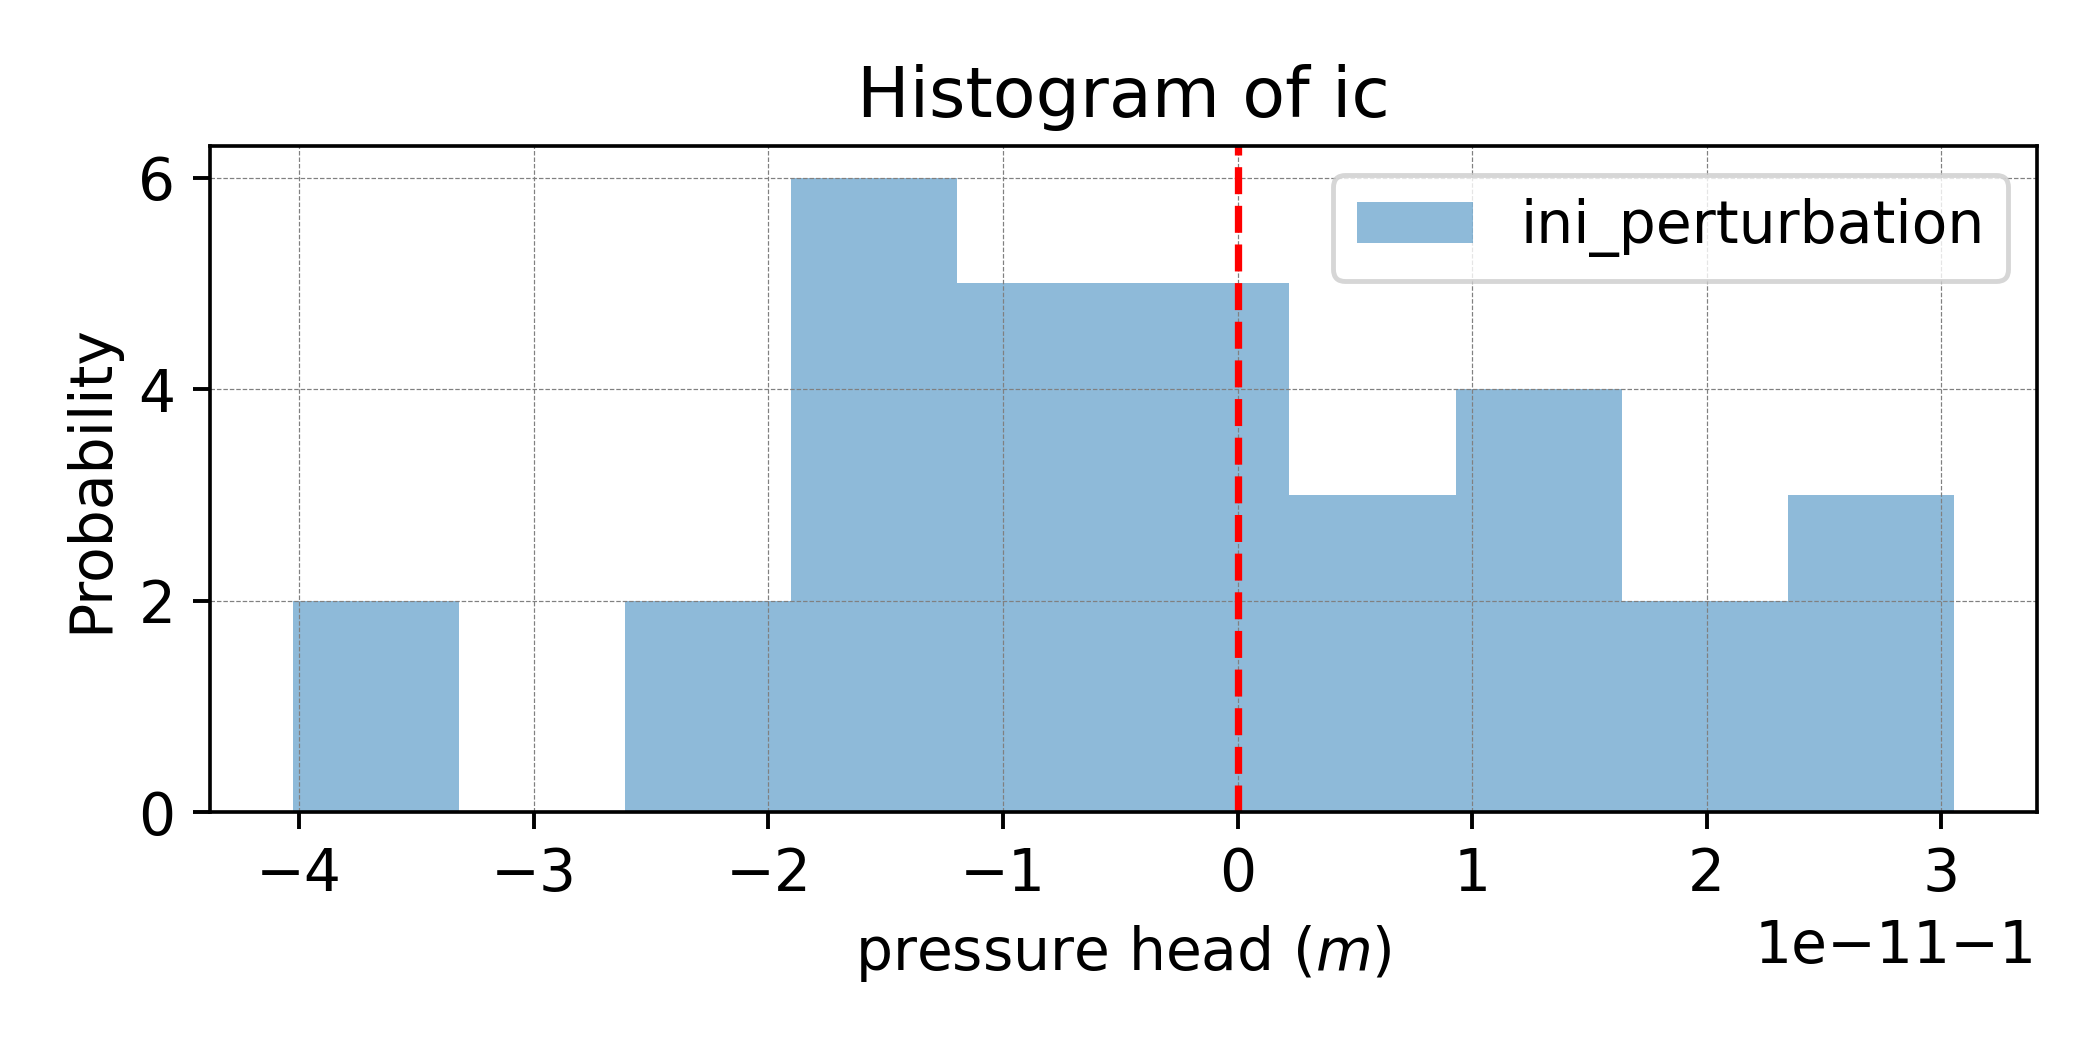 Histogram of ic
ini_perturbation
Probability
6
4
2
0
−4 −3 −2 −1 0 1 2 3
1e−11−1
pressure head (m)